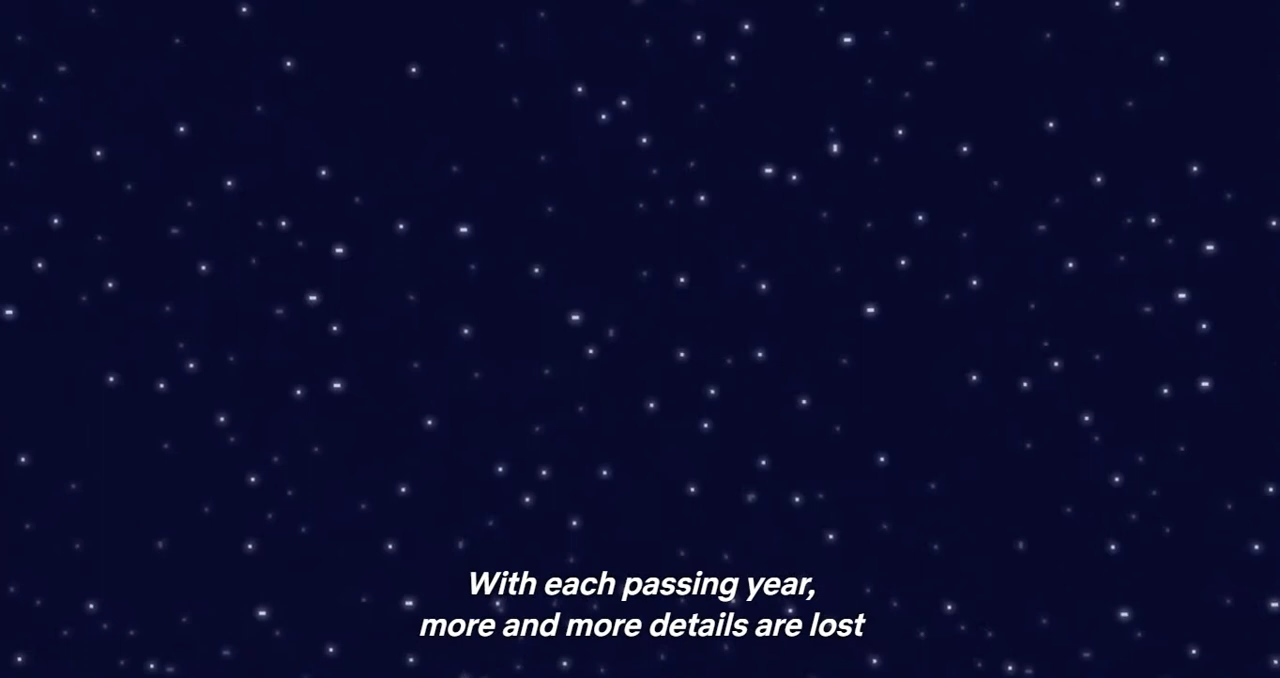 With each passing year,
more and more details are lost